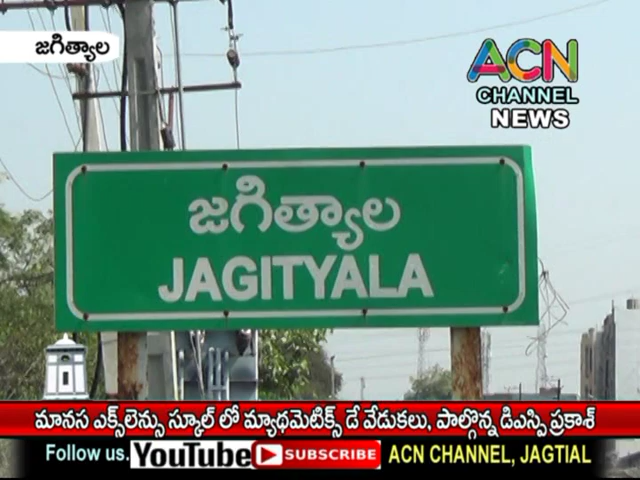 జగిత్యాల
ACN
CHANNEL
NEWS
జగిత్యాల
JAGITYALA
మానస ఎక్స్‌లెన్సు స్కూల్ లో మ్యాథమెటిక్స్ డే వేడుకలు, పాల్గొన్న డిఎస్పి ప్రకాశ్
Follow us. YouTube SUBSCRIBE ACN CHANNEL, JAGTIAL